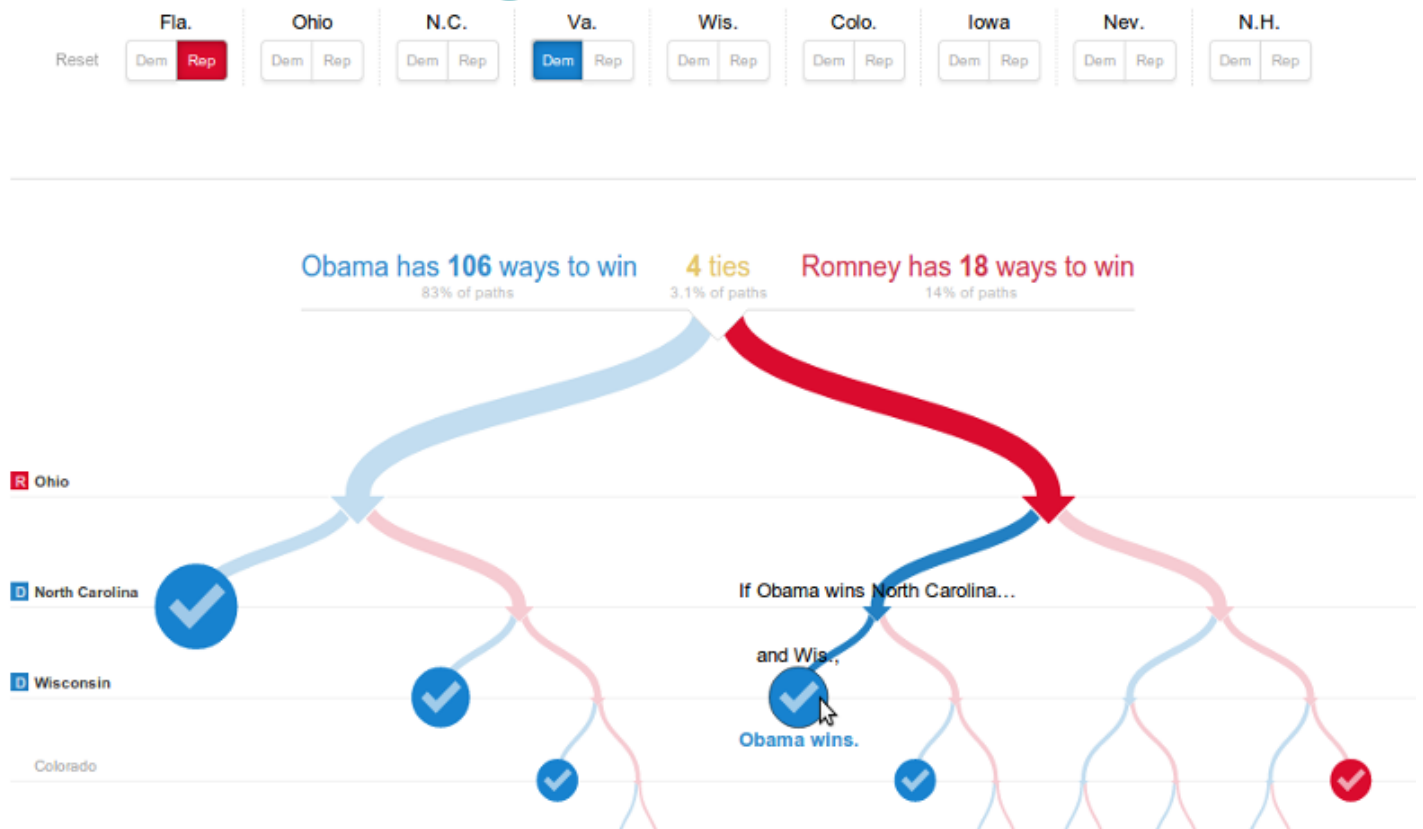 Fla. Ohio N.C. Va. Wis. Colo. Iowa Nev. N.H.
Reset Dem Rep Dem Rep Dem Rep Dem Rep Dem Rep Dem Rep Dem Rep Dem Rep Dem Rep
Obama has 106 ways to win 4 ties Romney has 18 ways to win
83% of paths 3.1% of paths 14% of paths
R Ohio
D North Carolina
If Obama wins North Carolina...
and Wis.,
D Wisconsin
Obama wins.
Colorado